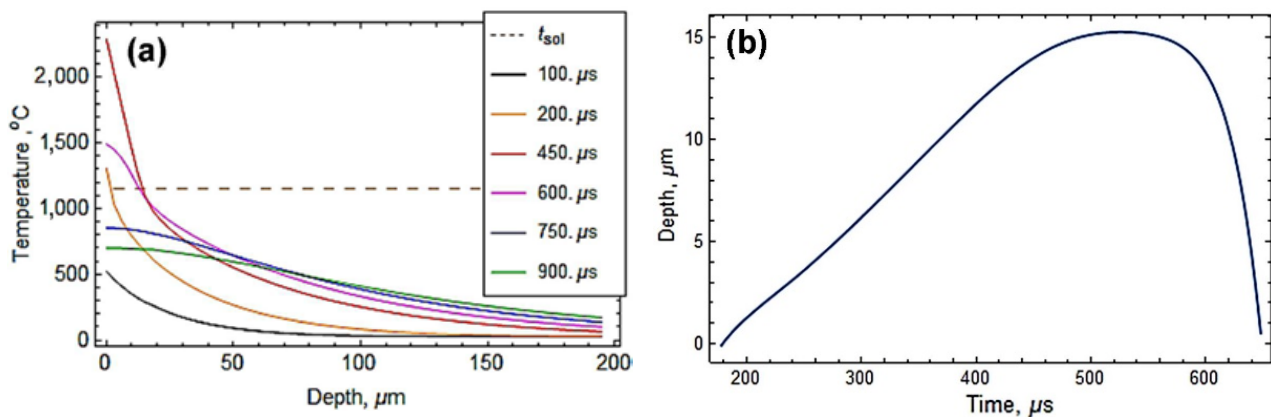 (a)
t_sol
100. µs
200. µs
450. µs
600. µs
750. µs
900. µs
Temperature ,°C
2,000
1,500
1,000
500
0
0 50 100 150 200
Depth, µm
(b)
Depth, µm
15
10
5
0
200 300 400 500 600
Time, µs